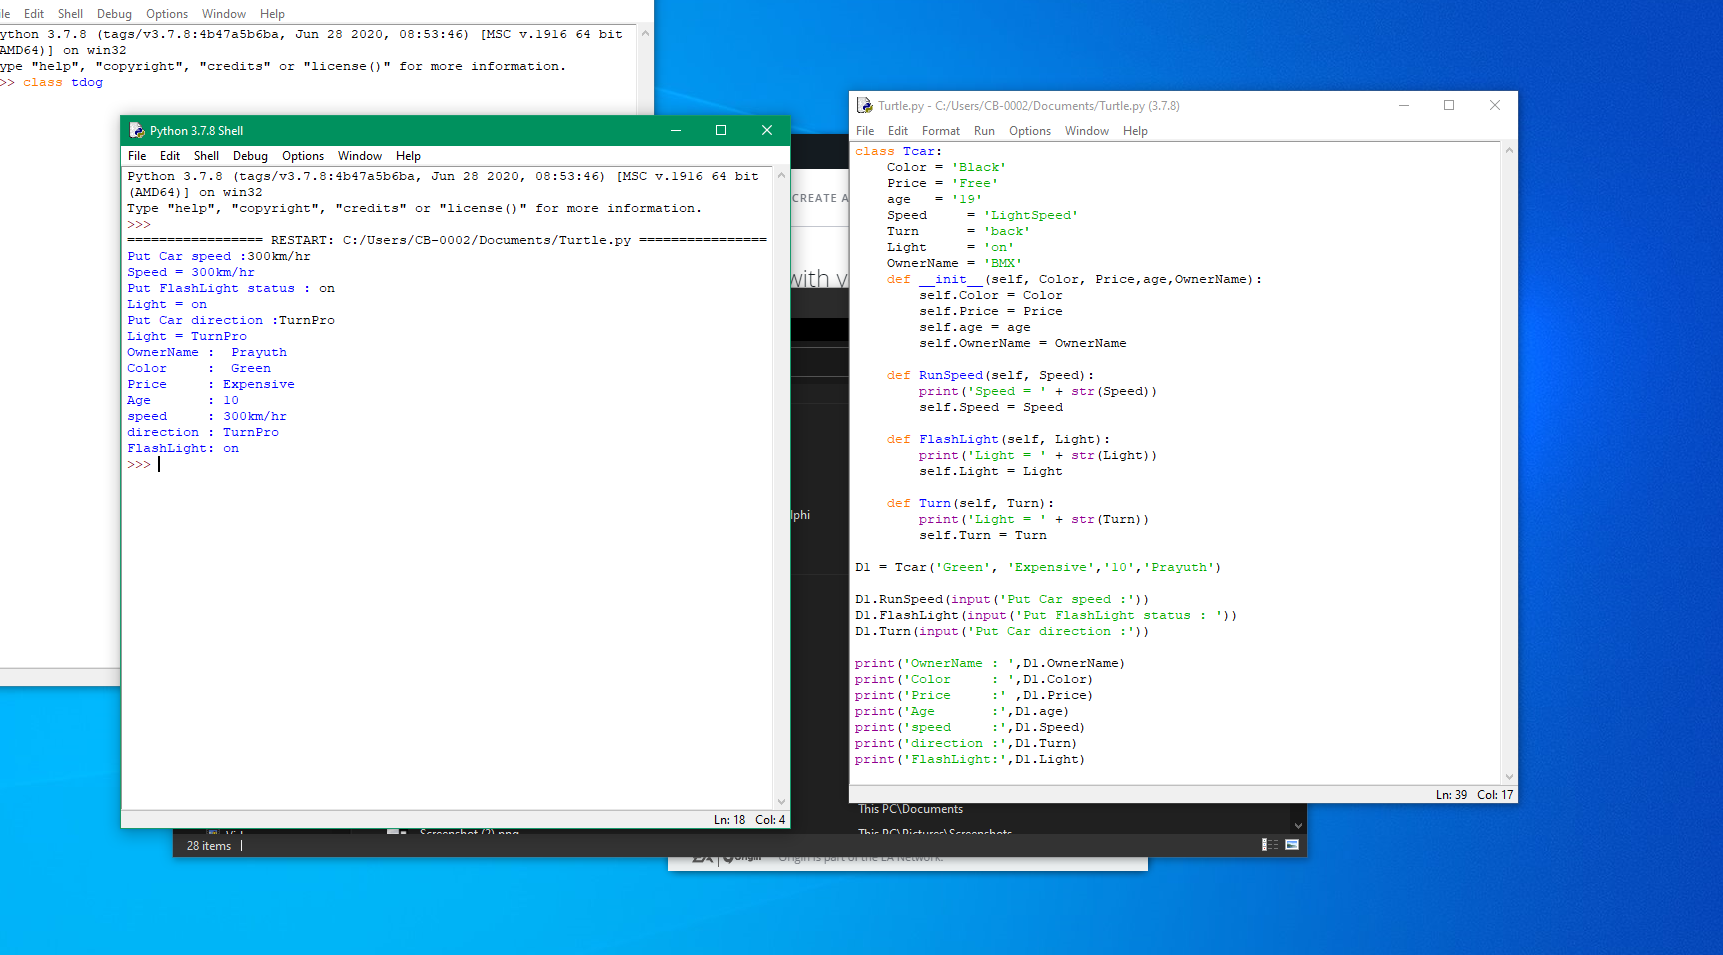 File Edit Shell Debug Options Window Help
ython 3.7.8 (tags/v3.7.8:4b47a5b6ba, Jun 28 2020, 08:53:46) [MSC v.1916 64 bit
AMD64)] on win32
ype "help", "copyright", "credits" or "license()" for more information.
>> class tdog
Python 3.7.8 Shell
File Edit Shell Debug Options Window Help
Python 3.7.8 (tags/v3.7.8:4b47a5b6ba, Jun 28 2020, 08:53:46) [MSC v.1916 64 bit
(AMD64)] on win32
Type "help", "copyright", "credits" or "license()" for more information.
>>>
================= RESTART: C:/Users/CB-0002/Documents/Turtle.py ================
Put Car speed :300km/hr
Speed = 300km/hr
Put FlashLight status : on
Light = on
Put Car direction :TurnPro
Light = TurnPro
OwnerName :  Prayuth
Color     :  Green
Price     : Expensive
Age       : 10
speed     : 300km/hr
direction : TurnPro
FlashLight: on
>>>
Ln: 18 Col: 4
CREATE A
with y
lphi
Turtle.py - C:/Users/CB-0002/Documents/Turtle.py (3.7.8)
File Edit Format Run Options Window Help
class Tcar:
    Color = 'Black'
    Price = 'Free'
    age   = '19'
    Speed     = 'LightSpeed'
    Turn      = 'back'
    Light     = 'on'
    OwnerName = 'BMX'
    def __init__(self, Color, Price,age,OwnerName):
        self.Color = Color
        self.Price = Price
        self.age = age
        self.OwnerName = OwnerName
    def RunSpeed(self, Speed):
        print('Speed = ' + str(Speed))
        self.Speed = Speed
    def FlashLight(self, Light):
        print('Light = ' + str(Light))
        self.Light = Light
    def Turn(self, Turn):
        print('Light = ' + str(Turn))
        self.Turn = Turn
D1 = Tcar('Green', 'Expensive','10','Prayuth')
D1.RunSpeed(input('Put Car speed :'))
D1.FlashLight(input('Put FlashLight status : '))
D1.Turn(input('Put Car direction :'))
print('OwnerName : ',D1.OwnerName)
print('Color     : ',D1.Color)
print('Price     :' ,D1.Price)
print('Age       :',D1.age)
print('speed     :',D1.Speed)
print('direction :',D1.Turn)
print('FlashLight:',D1.Light)
Ln: 39 Col: 17
This PC\Documents
Screenshot (2).png
This PC\Pictures\Screenshots
28 items
Origin is part of the EA Network.